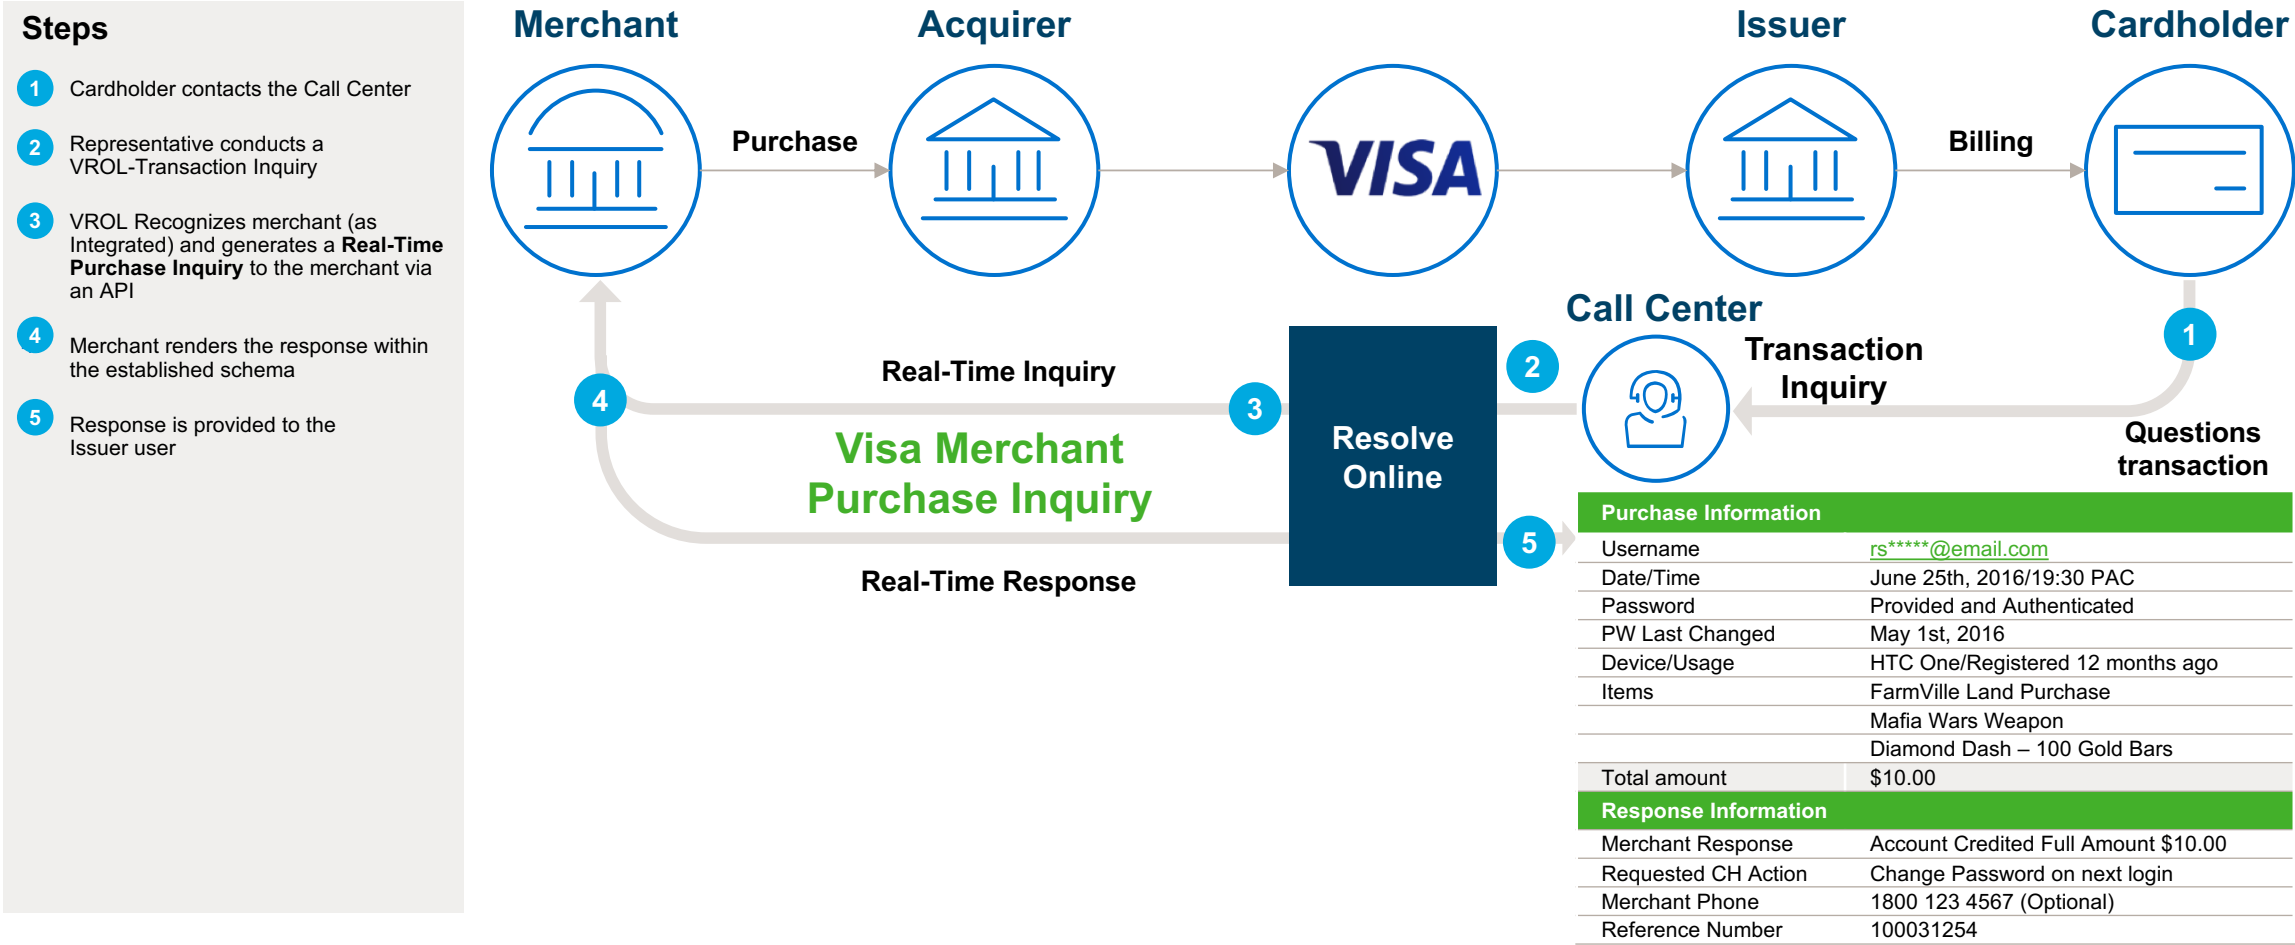 Steps
1 Cardholder contacts the Call Center
2 Representative conducts a
VROL-Transaction Inquiry
3 VROL Recognizes merchant (as
Integrated) and generates a Real-Time
Purchase Inquiry to the merchant via
an API
4 Merchant renders the response within
the established schema
5 Response is provided to the
Issuer user
Merchant
Acquirer
Issuer
Cardholder
Purchase
VISA
Billing
Call Center
1
Transaction
Inquiry
2
Real-Time Inquiry
3
4
Questions
transaction
Resolve
Online
Visa Merchant
Purchase Inquiry
5
Real-Time Response
Purchase Information
Username rs*****@email.com
Date/Time June 25th, 2016/19:30 PAC
Password Provided and Authenticated
PW Last Changed May 1st, 2016
Device/Usage HTC One/Registered 12 months ago
Items FarmVille Land Purchase
Mafia Wars Weapon
Diamond Dash – 100 Gold Bars
Total amount $10.00
Response Information
Merchant Response Account Credited Full Amount $10.00
Requested CH Action Change Password on next login
Merchant Phone 1800 123 4567 (Optional)
Reference Number 100031254